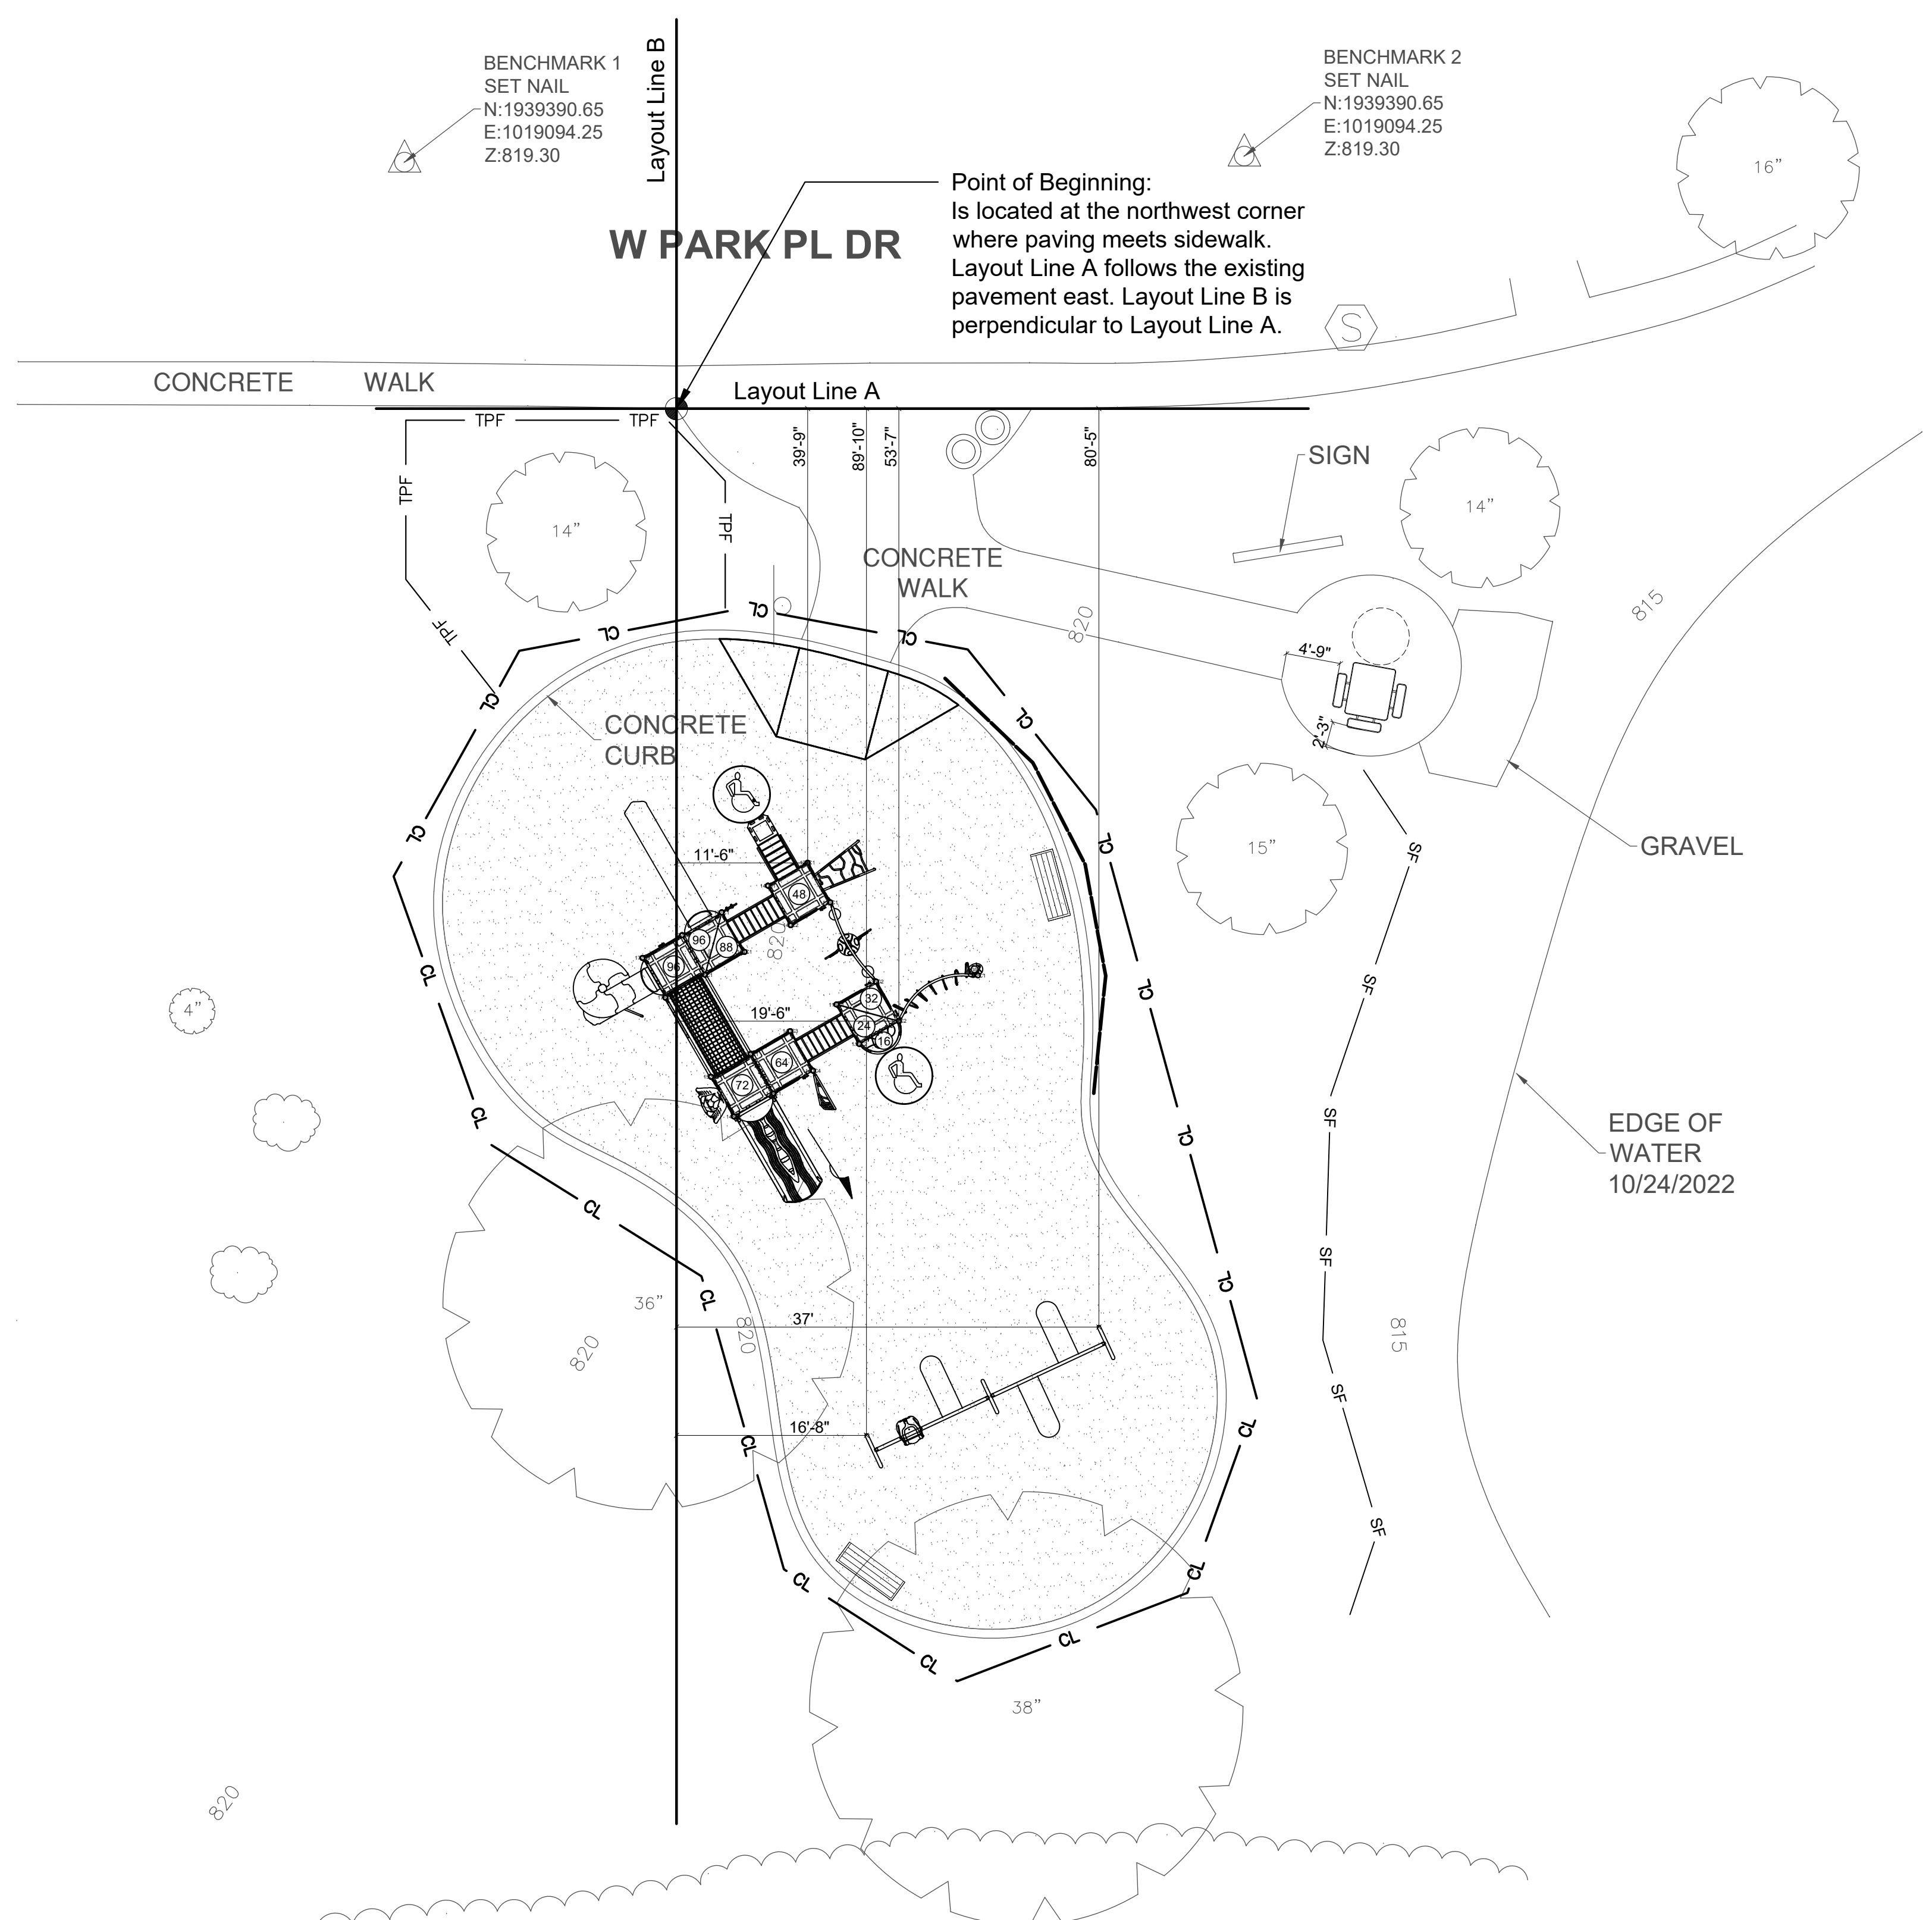 BENCHMARK 1
SET NAIL
N:1939390.65
E:1019094.25
Z:819.30
Layout Line B
BENCHMARK 2
SET NAIL
N:1939390.65
E:1019094.25
Z:819.30
16”
Point of Beginning:
Is located at the northwest corner
where paving meets sidewalk.
Layout Line A follows the existing
pavement east. Layout Line B is
perpendicular to Layout Line A.
W PARK PL DR
S
CONCRETE WALK
Layout Line A
TPF TPF
TPF
TPF
TPF
39'-9"
89'-10"
53'-7"
80'-5"
SIGN
14”
14”
CONCRETE
WALK
820
815
4'-9"
2'-3"
CL
CL
CL
CL
CL
CONCRETE
CURB
CL
CL
15”
GRAVEL
SF
11'-6"
48
96
88
820
96
CL
CL
SF
4”
19'-6"
32
24
16
64
72
CL
CL
SF
EDGE OF
WATER
10/24/2022
CL
SF
CL
CL
36”
820
820
37'
815
SF
16'-8"
CL
CL
SF
CL
CL
CL
CL
38”
820